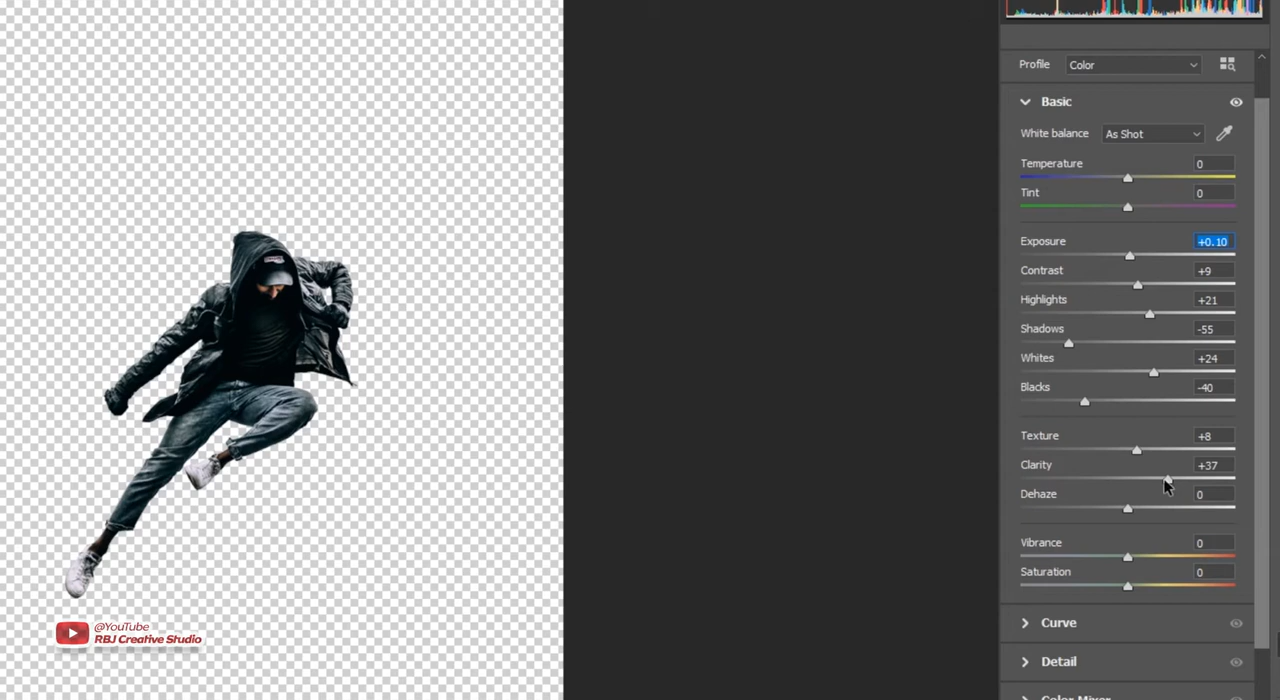 Profile Color
Basic
White balance As Shot
Temperature 0
Tint 0
Exposure +0.10
Contrast +9
Highlights +21
Shadows -55
Whites +24
Blacks -40
Texture +8
Clarity +37
Dehaze 0
Vibrance 0
Saturation 0
Curve
Detail
Color Mixer
@YouTube
RBJ Creative Studio